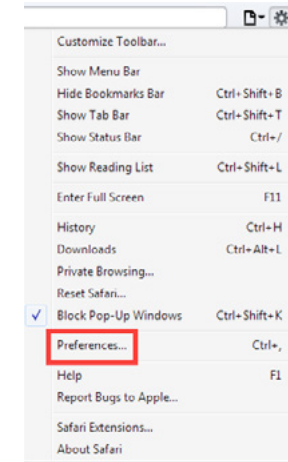 Customize Toolbar...
Show Menu Bar
Hide Bookmarks Bar Ctrl+Shift+B
Show Tab Bar Ctrl+Shift+T
Show Status Bar Ctrl+/
Show Reading List Ctrl+Shift+L
Enter Full Screen F11
History Ctrl+H
Downloads Ctrl+Alt+L
Private Browsing...
Reset Safari...
Block Pop-Up Windows Ctrl+Shift+K
Preferences... Ctrl+,
Help F1
Report Bugs to Apple...
Safari Extensions...
About Safari